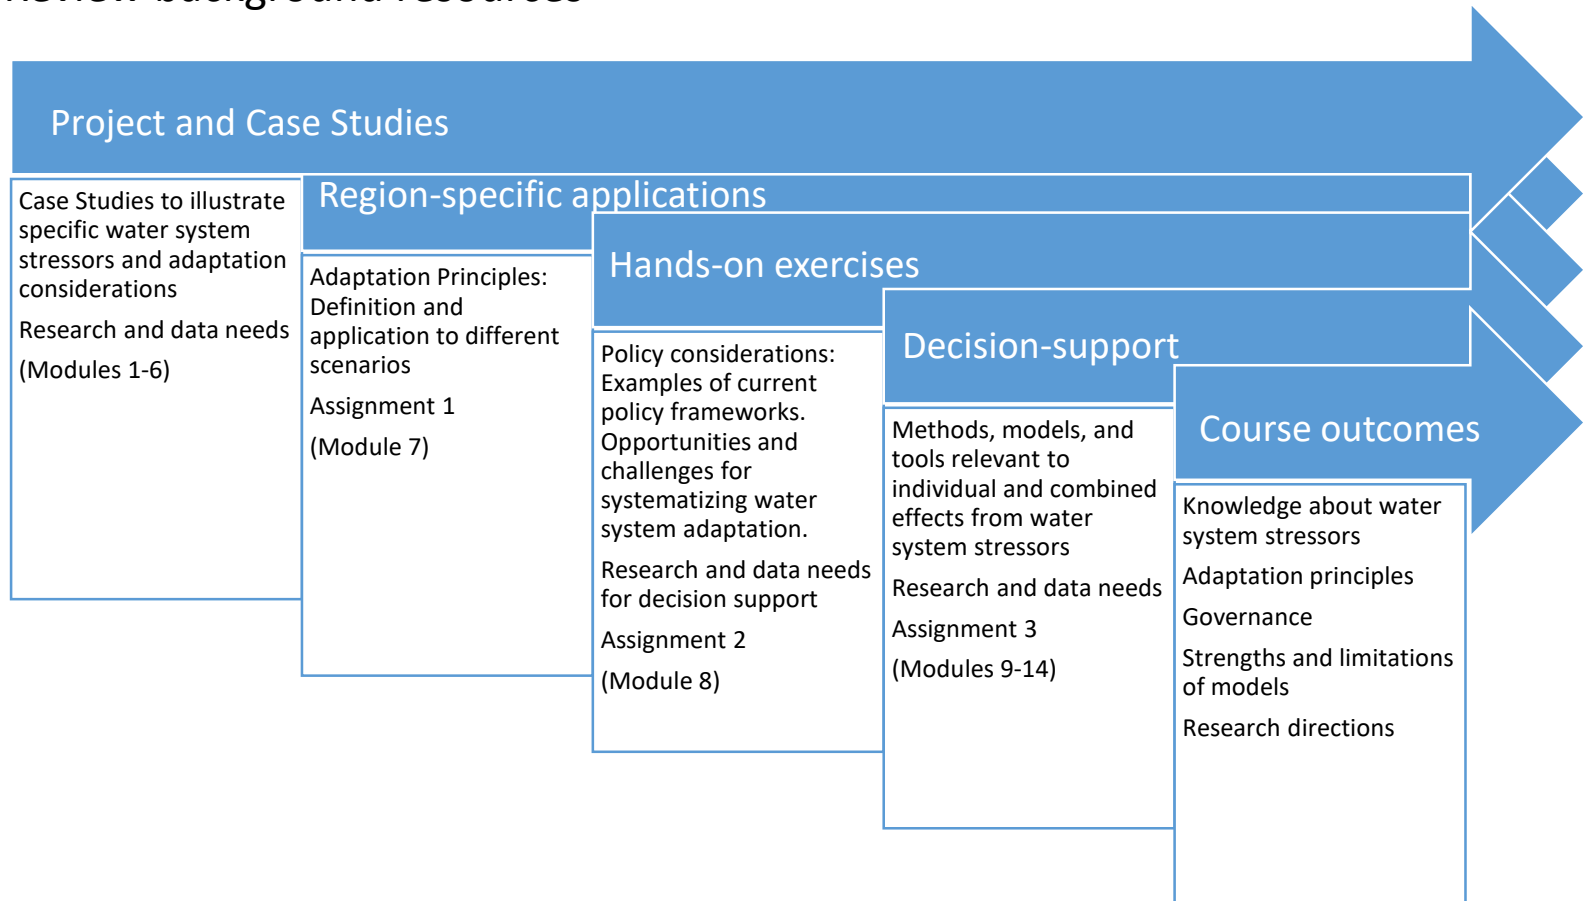 Review background resources
Project and Case Studies
Case Studies to illustrate
specific water system
stressors and adaptation
considerations
Research and data needs
(Modules 1-6)
Region-specific applications
Adaptation Principles:
Definition and
application to different
scenarios
Assignment 1
(Module 7)
Hands-on exercises
Policy considerations:
Examples of current
policy frameworks.
Opportunities and
challenges for
systematizing water
system adaptation.
Research and data needs
for decision support
Assignment 2
(Module 8)
Decision-support
Methods, models, and
tools relevant to
individual and combined
effects from water
system stressors
Research and data needs
Assignment 3
(Modules 9-14)
Course outcomes
Knowledge about water
system stressors
Adaptation principles
Governance
Strengths and limitations
of models
Research directions